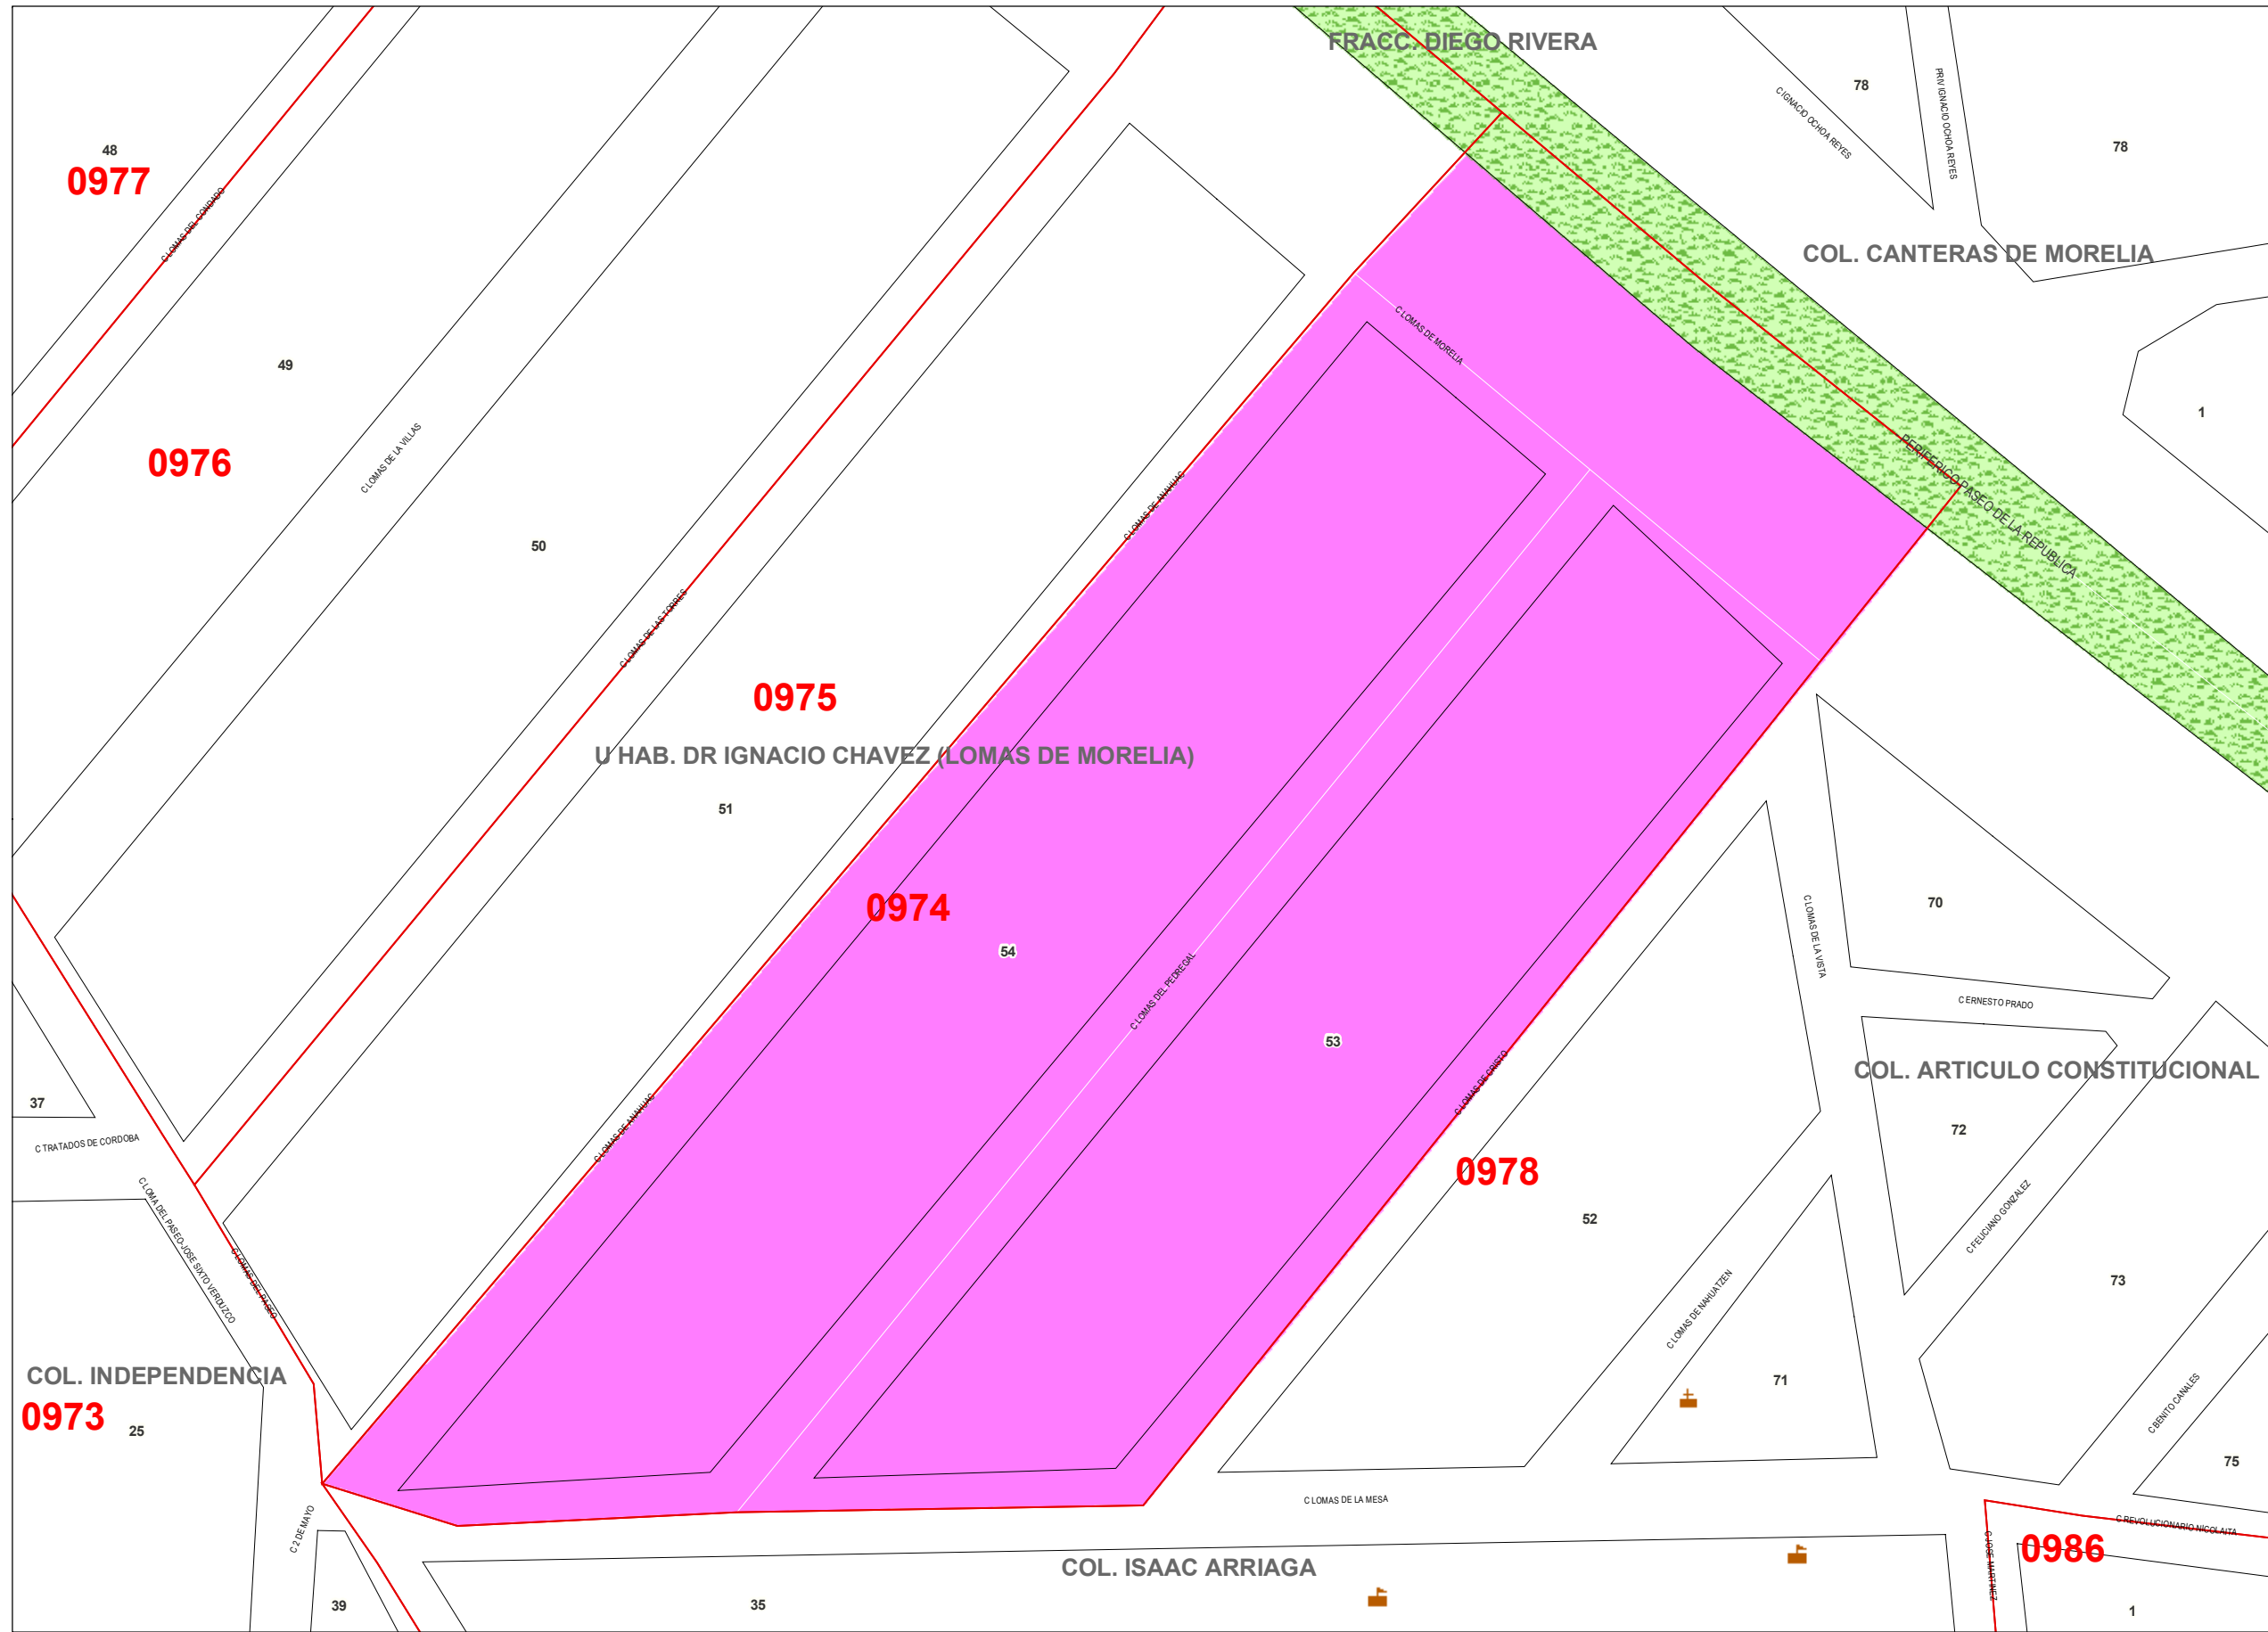 FRACC. DIEGO RIVERA
78
C IGNACIO OCHOA REYES
PRIV IGNACIO OCHOA REYES
78
48
0977
C LOMAS DEL CONDADO
COL. CANTERAS DE MORELIA
C LOMAS DE MORELIA
49
1
0976
C LOMAS DE LA VILLAS
PERIFERICO PASEO DE LA REPUBLICA
C LOMAS DE ANAHUAC
50
C LOMAS DE LAS TORRES
0975
U HAB. DR IGNACIO CHAVEZ (LOMAS DE MORELIA)
51
0974
70
C LOMAS DE LA VISTA
54
C LOMAS DEL PEDREGAL
C ERNESTO PRADO
53
COL. ARTICULO CONSTITUCIONAL
C LOMAS DE CRISTO
37
C TRATADOS DE CORDOBA
C LOMAS DE ANAHUAC
72
0978
52
C FELICIANO GONZALEZ
C LOMA DEL PASEO-JOSE SIXTO VERDUZCO
C LOMAS DEL PASEO
73
C LOMAS DE NAHUATZEN
COL. INDEPENDENCIA
71
0973
25
C BENITO CANALES
75
C LOMAS DE LA MESA
C 2 DE MAYO
C REVOLUCIONARIO NICOLAITA
0986
C JOSE MARTINEZ
COL. ISAAC ARRIAGA
39
35
1